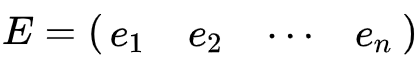 E = ( e₁ e₂ ⋯ eₙ )